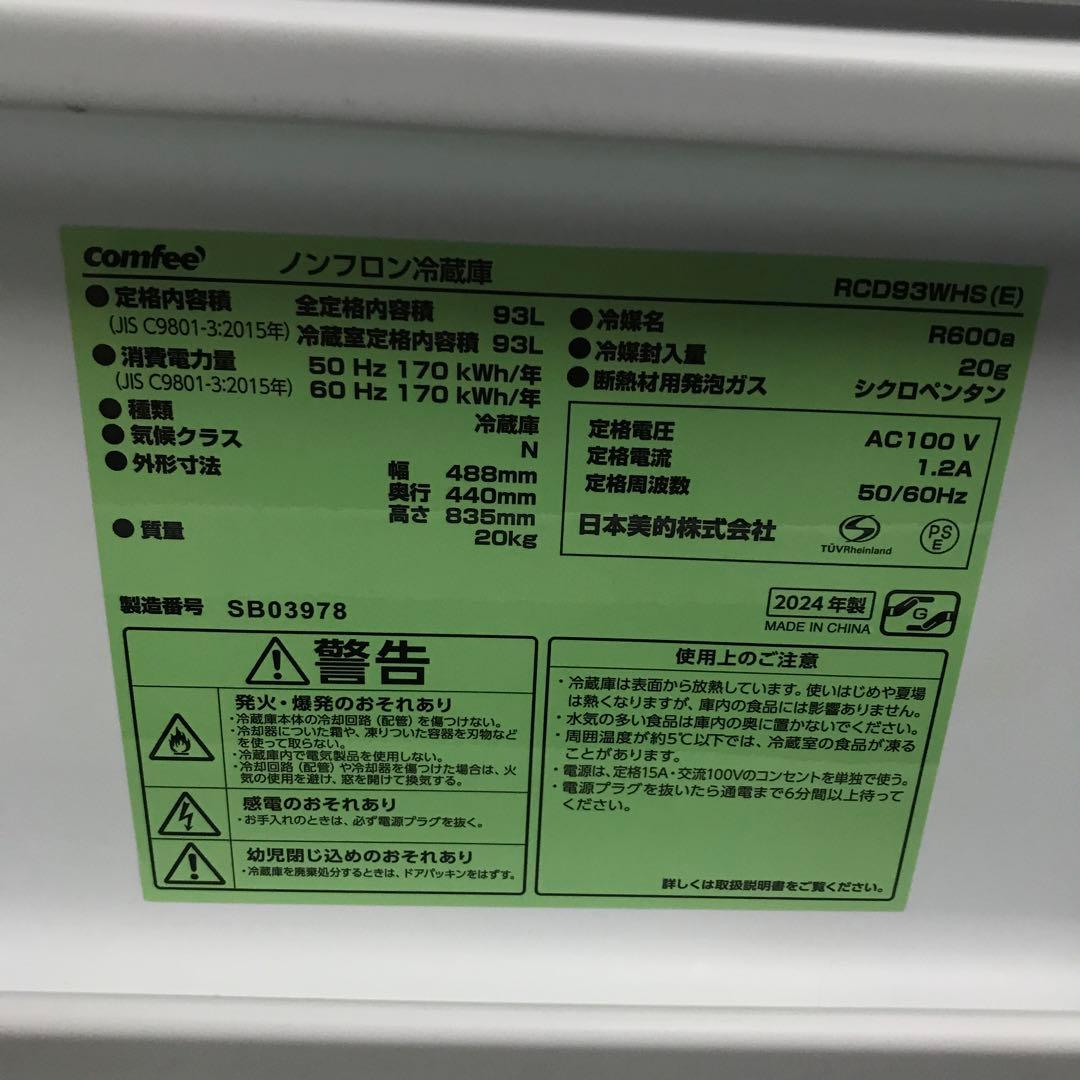 comfee' ノンフロン冷蔵庫 RCD93WHS(E)
●定格内容積 全定格内容積 93L
(JIS C9801-3:2015年) 冷蔵室定格内容積 93L
●消費電力量 50 Hz 170 kWh/年
(JIS C9801-3:2015年) 60 Hz 170 kWh/年
●種類 冷蔵庫
●気候クラス N
●外形寸法 幅 488mm
奥行 440mm
高さ 835mm
●質量 20kg
●冷媒名 R600a
●冷媒封入量 20g
●断熱材用発泡ガス シクロペンタン
定格電圧 AC100 V
定格電流 1.2A
定格周波数 50/60Hz
日本美的株式会社 TÜVRheinland PS E
製造番号 SB03978
2024年製
MADE IN CHINA
G
警告
発火・爆発のおそれあり
・冷蔵庫本体の冷却回路(配管)を傷つけない。
・冷却器についた霜や、凍りついた容器を刃物など
を使って取らない。
・冷蔵庫内で電気製品を使用しない。
・冷却回路(配管)や冷却器を傷つけた場合は、火
気の使用を避け、窓を開けて換気する。
感電のおそれあり
・お手入れのときは、必ず電源プラグを抜く。
幼児閉じ込めのおそれあり
・冷蔵庫を廃棄処分するときは、ドアパッキンをはずす。
使用上のご注意
・冷蔵庫は表面から放熱しています。使いはじめや夏場
は熱くなりますが、庫内の食品には影響ありません。
・水気の多い食品は庫内の奥に置かないでください。
・周囲温度が約5℃以下では、冷蔵室の食品が凍る
ことがあります。
・電源は、定格15A・交流100Vのコンセントを単独で使う。
・電源プラグを抜いたら通電まで6分間以上待って
ください。
詳しくは取扱説明書をご覧ください。